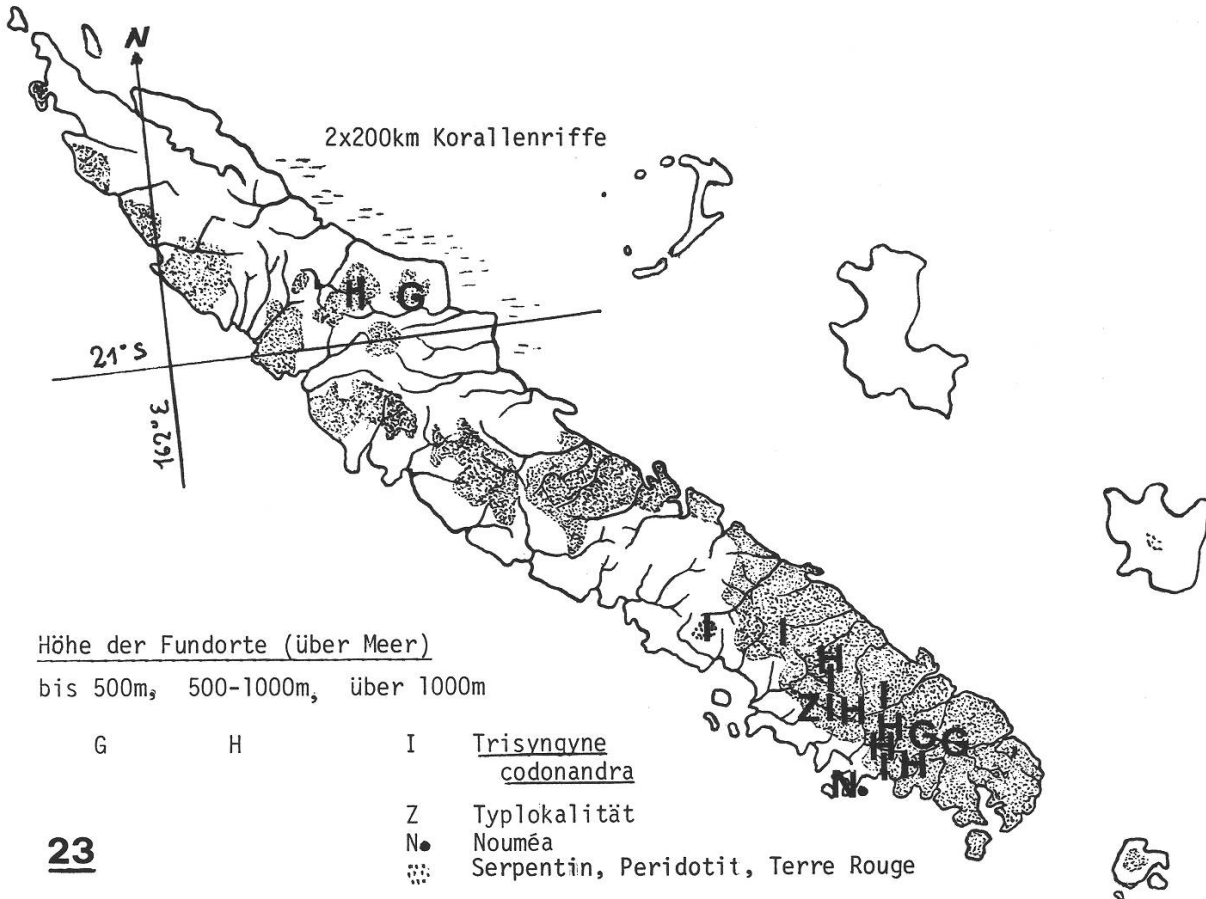 N
2x200km Korallenriffe
H G
21°S
162°E
I I
H
I I
Z I H H G G
H
I H
N.
Höhe der Fundorte (über Meer)
bis 500m, 500-1000m, über 1000m
G H I Trisyngyne
codonandra
Z Typlokalität
N• Nouméa
Serpentin, Peridotit, Terre Rouge
23